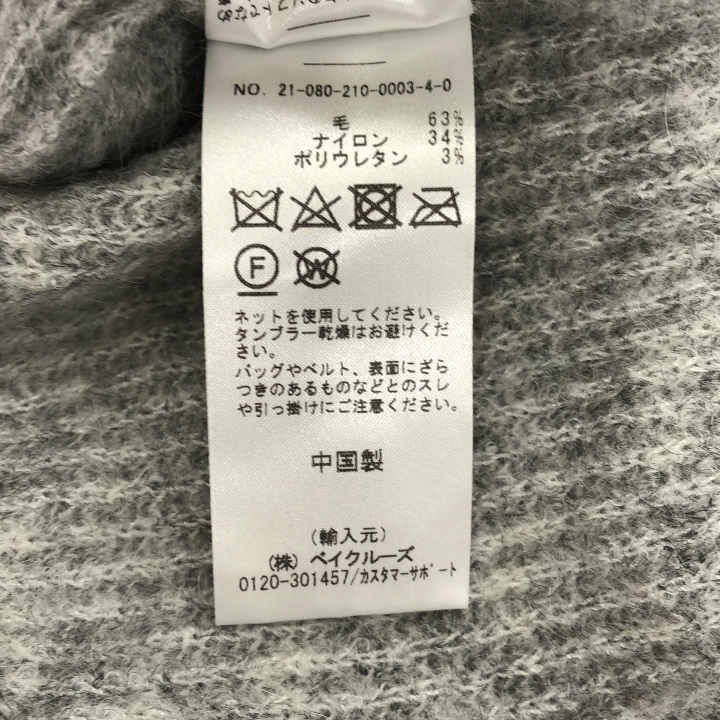 NO. 21-080-210-0003-4-0
毛 63%
ナイロン 34%
ポリウレタン 3%
F
W
ネットを使用してください。
タンブラー乾燥はお避けくだ
さい。
バッグやベルト、表面にざら
つきのあるものなどとのスレ
や引っ掛けにご注意ください。
中国製
(輸入元)
(株) ベイクルーズ
0120-301457/カスタマーサポート